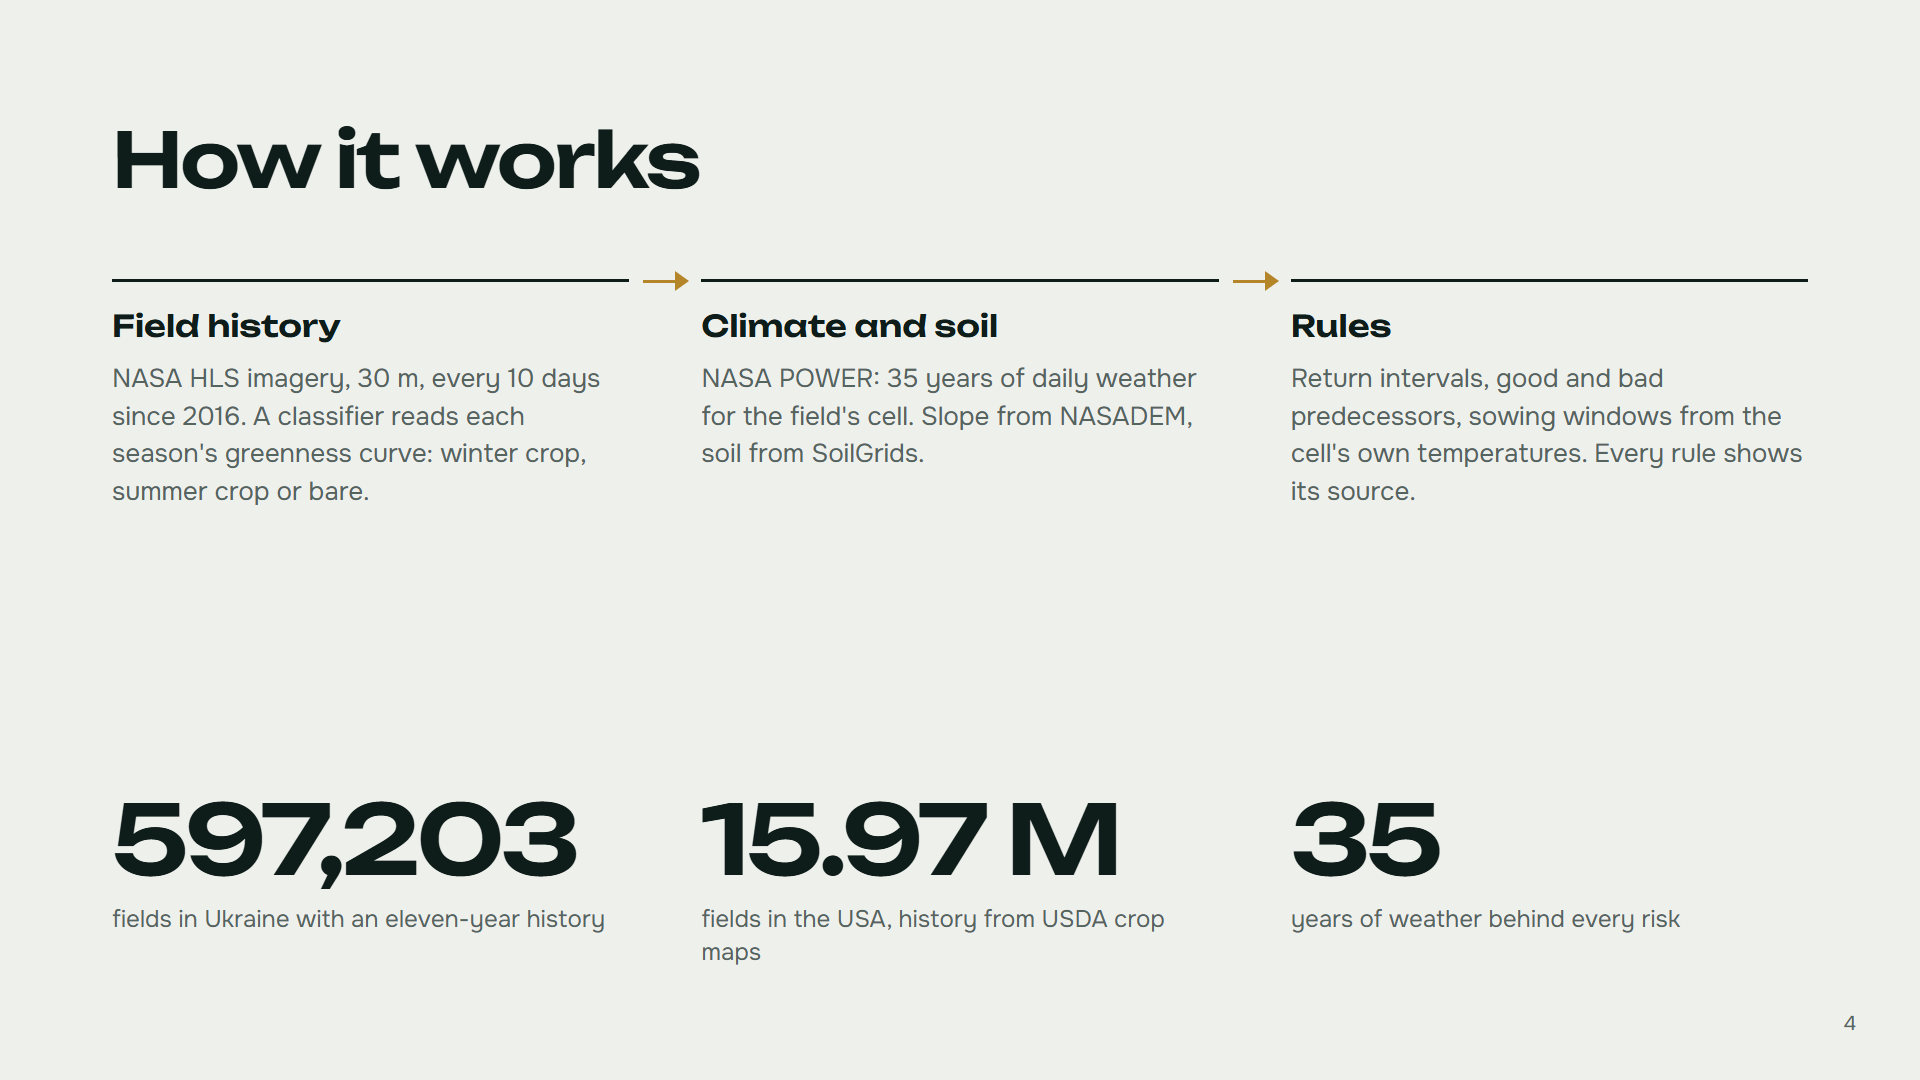 How it works
Field history
NASA HLS imagery, 30 m, every 10 days
since 2016. A classifier reads each
season's greenness curve: winter crop,
summer crop or bare.
Climate and soil
NASA POWER: 35 years of daily weather
for the field's cell. Slope from NASADEM,
soil from SoilGrids.
Rules
Return intervals, good and bad
predecessors, sowing windows from the
cell's own temperatures. Every rule shows
its source.
597,203
fields in Ukraine with an eleven-year history
15.97 M
fields in the USA, history from USDA crop
maps
35
years of weather behind every risk
4